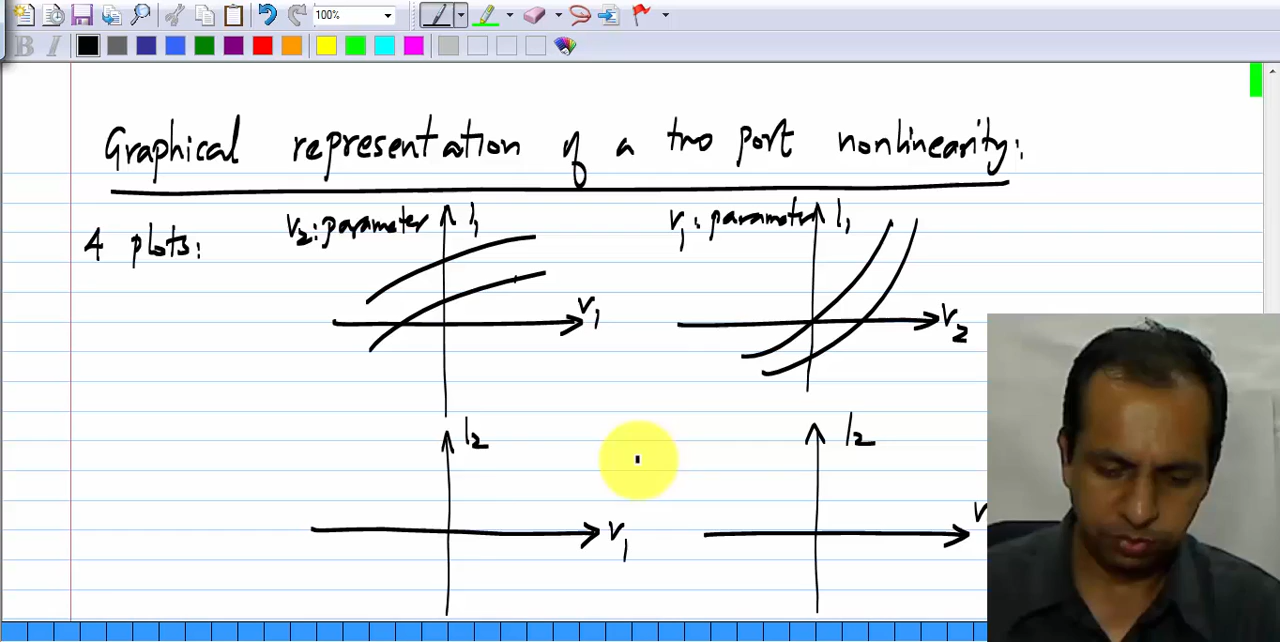 100%
B I
Graphical representation of a two port nonlinearity:
4 plots:
V2: parameter I1
V1
V1: parameter I1
V2
I2
V1
I2
V